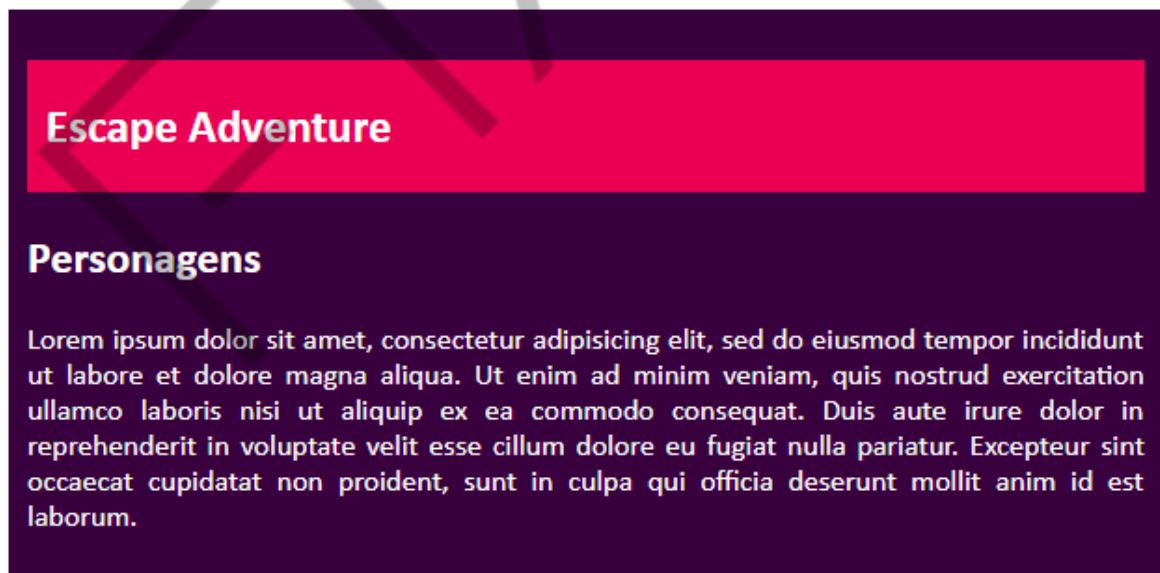 Escape Adventure
Personagens
Lorem ipsum dolor sit amet, consectetur adipisicing elit, sed do eiusmod tempor incididunt
ut labore et dolore magna aliqua. Ut enim ad minim veniam, quis nostrud exercitation
ullamco laboris nisi ut aliquip ex ea commodo consequat. Duis aute irure dolor in
reprehenderit in voluptate velit esse cillum dolore eu fugiat nulla pariatur. Excepteur sint
occaecat cupidatat non proident, sunt in culpa qui officia deserunt mollit anim id est
laborum.